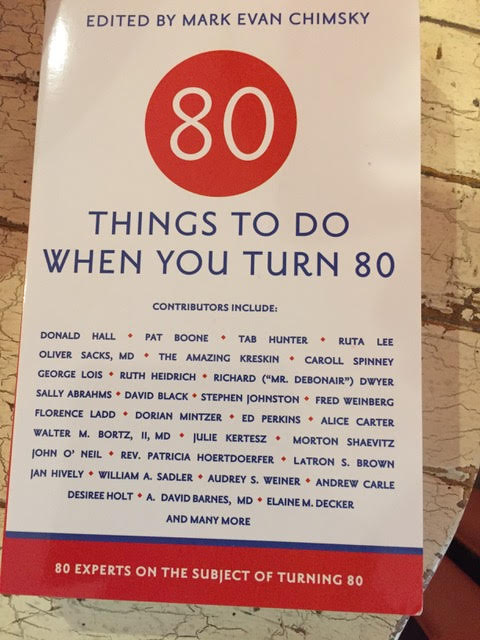 EDITED BY MARK EVAN CHIMSKY
80
THINGS TO DO
WHEN YOU TURN 80
CONTRIBUTORS INCLUDE:
DONALD HALL • PAT BOONE • TAB HUNTER • RUTA LEE
OLIVER SACKS, MD • THE AMAZING KRESKIN • CAROLL SPINNEY
GEORGE LOIS • RUTH HEIDRICH • RICHARD ("MR. DEBONAIR") DWYER
SALLY ABRAHMS • DAVID BLACK • STEPHEN JOHNSTON • FRED WEINBERG
FLORENCE LADD • DORIAN MINTZER • ED PERKINS • ALICE CARTER
WALTER M. BORTZ, II, MD • JULIE KERTESZ • MORTON SHAEVITZ
JOHN O' NEIL • REV. PATRICIA HOERTDOERFER • LaTRON S. BROWN
JAN HIVELY • WILLIAM A. SADLER • AUDREY S. WEINER • ANDREW CARLE
DESIREE HOLT • A. DAVID BARNES, MD • ELAINE M. DECKER
AND MANY MORE
80 EXPERTS ON THE SUBJECT OF TURNING 80